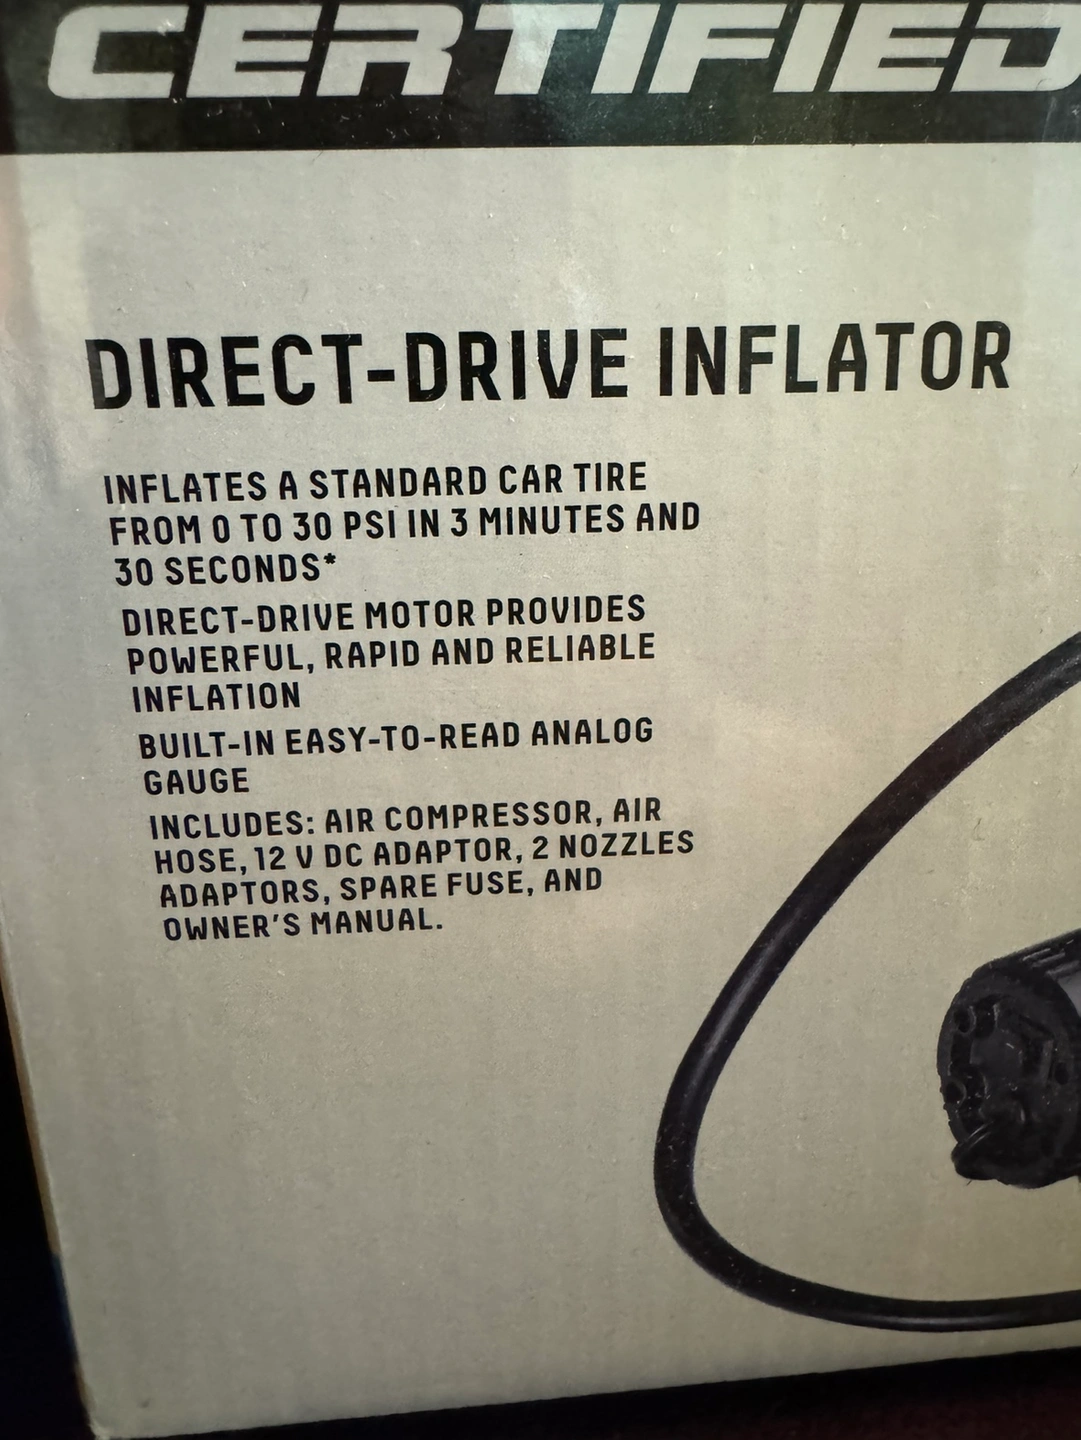 CERTIFIED
DIRECT-DRIVE INFLATOR
INFLATES A STANDARD CAR TIRE
FROM 0 TO 30 PSI IN 3 MINUTES AND
30 SECONDS*
DIRECT-DRIVE MOTOR PROVIDES
POWERFUL, RAPID AND RELIABLE
INFLATION
BUILT-IN EASY-TO-READ ANALOG
GAUGE
INCLUDES: AIR COMPRESSOR, AIR
HOSE, 12 V DC ADAPTOR, 2 NOZZLES
ADAPTORS, SPARE FUSE, AND
OWNER'S MANUAL.